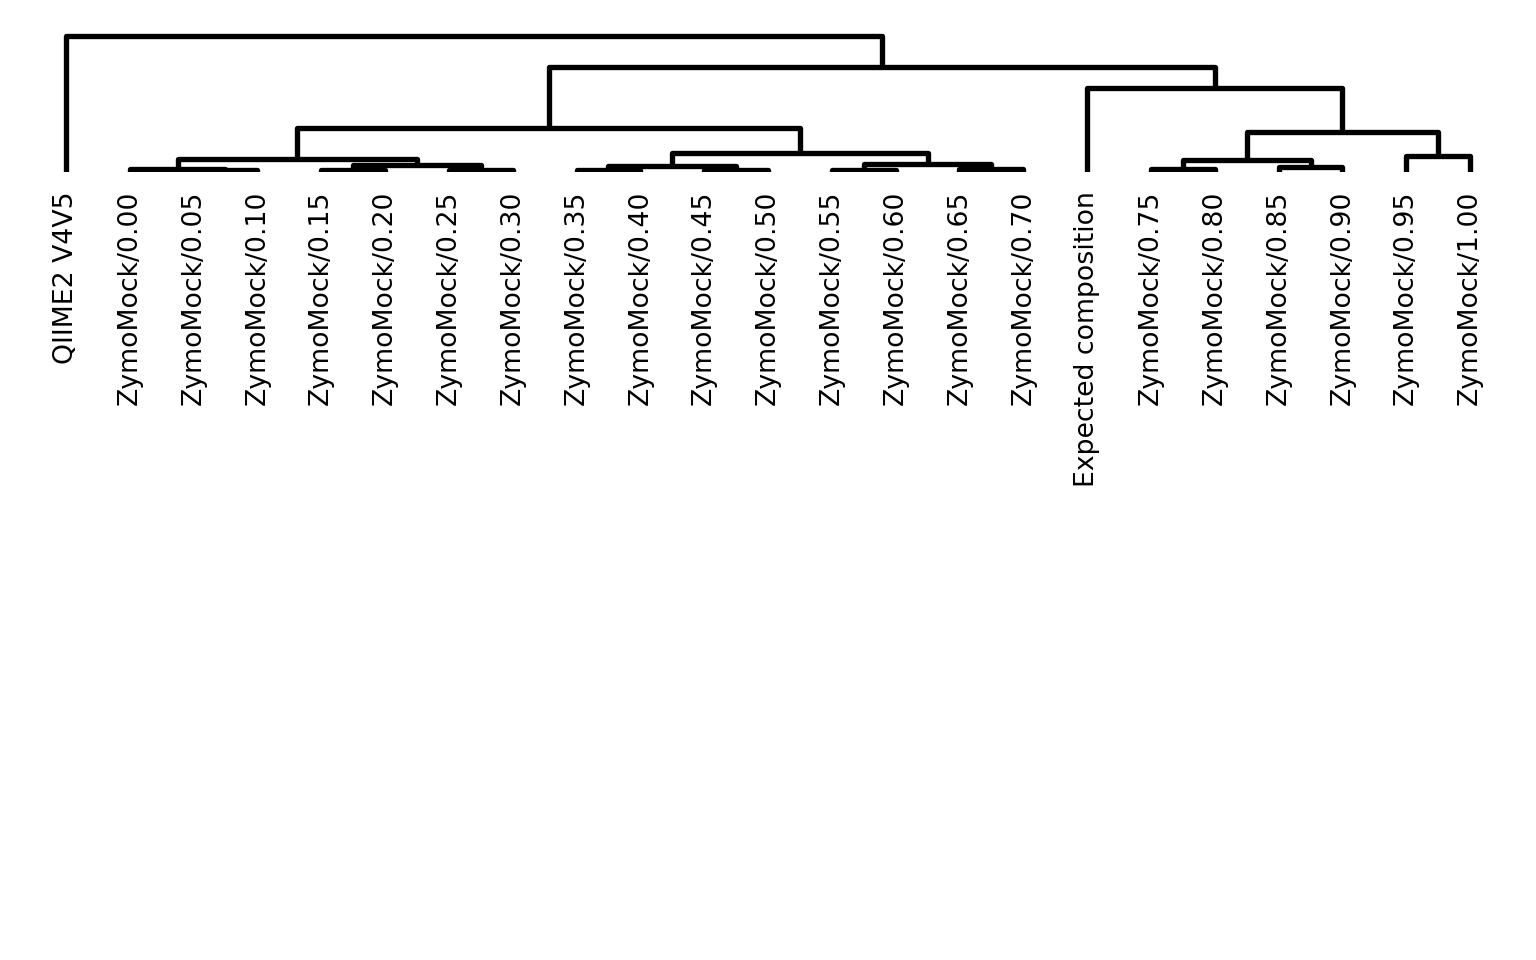 QIIME2 V4V5
ZymoMock/0.00
ZymoMock/0.05
ZymoMock/0.10
ZymoMock/0.15
ZymoMock/0.20
ZymoMock/0.25
ZymoMock/0.30
ZymoMock/0.35
ZymoMock/0.40
ZymoMock/0.45
ZymoMock/0.50
ZymoMock/0.55
ZymoMock/0.60
ZymoMock/0.65
ZymoMock/0.70
Expected composition
ZymoMock/0.75
ZymoMock/0.80
ZymoMock/0.85
ZymoMock/0.90
ZymoMock/0.95
ZymoMock/1.00